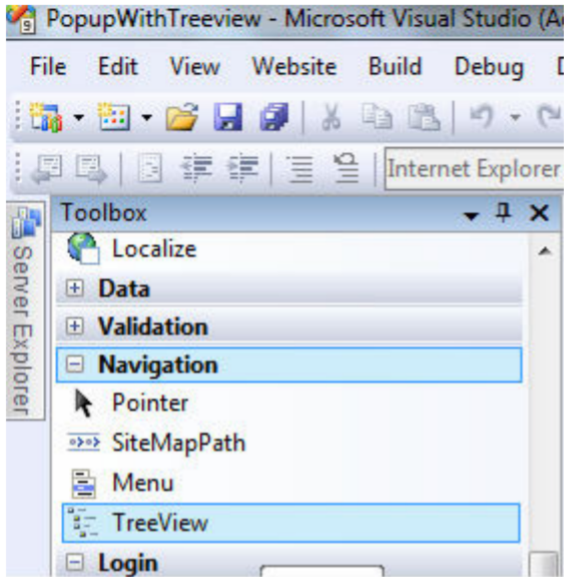 PopupWithTreeview - Microsoft Visual Studio
File Edit View Website Build Debug
Internet Explorer
Toolbox
Server Explorer
Localize
Data
Validation
Navigation
Pointer
SiteMapPath
Menu
TreeView
Login